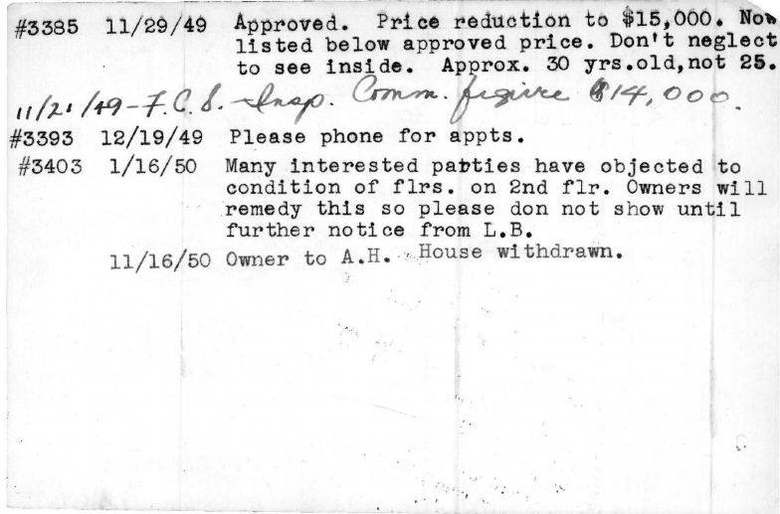 #3385 11/29/49 Approved. Price reduction to $15,000. Now
listed below approved price. Don't neglect
to see inside. Approx. 30 yrs.old,not 25.
11/21/49-F.C.S. - Insp. Comm. figure $14,000.
#3393 12/19/49 Please phone for appts.
#3403 1/16/50 Many interested patties have objected to
condition of flrs. on 2nd flr. Owners will
remedy this so please don not show until
further notice from L.B.
11/16/50 Owner to A.H. House withdrawn.